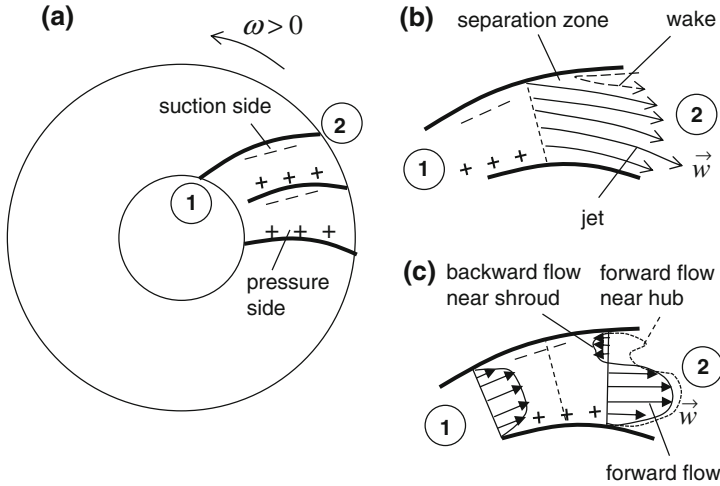 (a)
ω > 0
suction side
2
1
pressure
side
(b)
separation zone
wake
2
1
w
jet
(c)
backward flow
near shroud
forward flow
near hub
2
1
w
forward flow